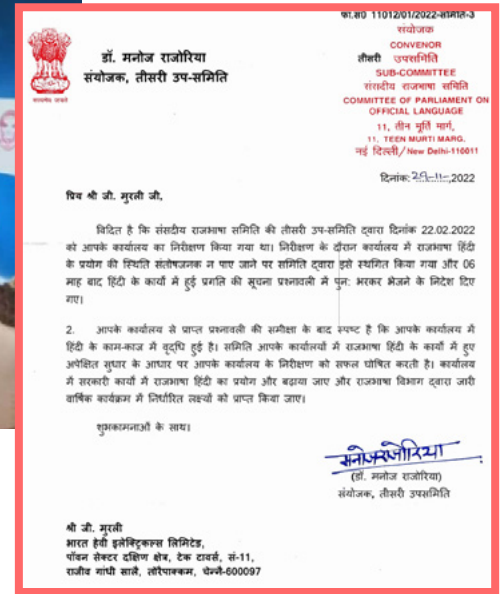 फा.सं0 11012/01/2022-समिति-3
संयोजक
CONVENOR
तीसरी उपसमिति
SUB-COMMITTEE
संसदीय राजभाषा समिति
COMMITTEE OF PARLIAMENT ON
OFFICIAL LANGUAGE
11, तीन मूर्ति मार्ग,
11, TEEN MURTI MARG.
नई दिल्ली/New Delhi-110011
डॉ. मनोज राजोरिया
संयोजक, तीसरी उप-समिति
सत्यमेव जयते
दिनांक: 29-11-,2022
प्रिय श्री जी. मुरली जी,
विदित है कि संसदीय राजभाषा समिति की तीसरी उप-समिति द्वारा दिनांक 22.02.2022
को आपके कार्यालय का निरीक्षण किया गया था। निरीक्षण के दौरान कार्यालय में राजभाषा हिंदी
के प्रयोग की स्थिति संतोषजनक न पाए जाने पर समिति द्वारा इसे स्थगित किया गया और 06
माह बाद हिंदी के कार्यों में हुई प्रगति की सूचना प्रश्नावली में पुन: भरकर भेजने के निर्देश दिए
गए।
2. आपके कार्यालय से प्राप्त प्रश्नावली की समीक्षा के बाद स्पष्ट है कि आपके कार्यालय में
हिंदी के काम-काज में वृद्धि हुई है। समिति आपके कार्यालयों में राजभाषा हिंदी के कार्यों में हुए
अपेक्षित सुधार के आधार पर आपके कार्यालय के निरीक्षण को सफल घोषित करती है। कार्यालय
में सरकारी कार्यों में राजभाषा हिंदी का प्रयोग और बढ़ाया जाए और राजभाषा विभाग द्वारा जारी
वार्षिक कार्यक्रम में निर्धारित लक्ष्यों को प्राप्त किया जाए।
शुभकामनाओं के साथ।
मनोज राजोरिया
(डॉ. मनोज राजोरिया)
संयोजक, तीसरी उपसमिति
श्री जी. मुरली
भारत हेवी इलेक्ट्रिकल्स लिमिटेड,
पॉवन सेक्टर दक्षिण क्षेत्र, टेक टावर्स, सं-11,
राजीव गांधी सालै, तोरैपाक्कम, चेन्नै-600097